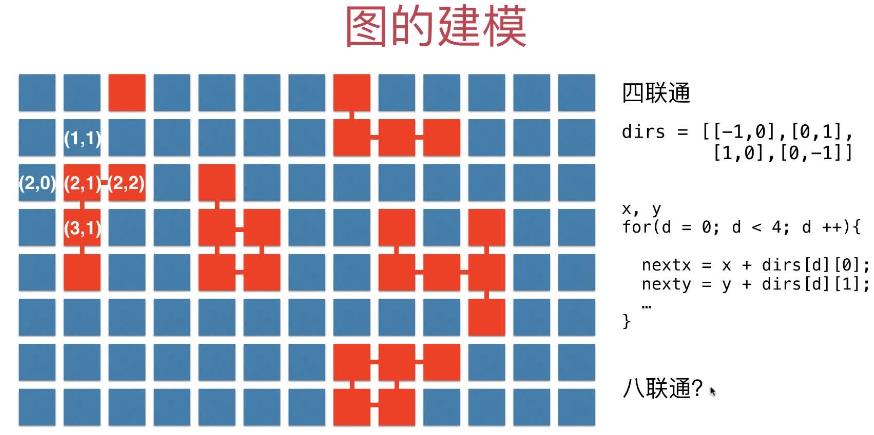 图的建模
四联通
dirs = [[-1,0],[0,1],
[1,0],[0,-1]]
(1,1)
(2,0) (2,1) (2,2)
(3,1)
x, y
for(d = 0; d < 4; d ++){
nextx = x + dirs[d][0];
nexty = y + dirs[d][1];
…
}
八联通?